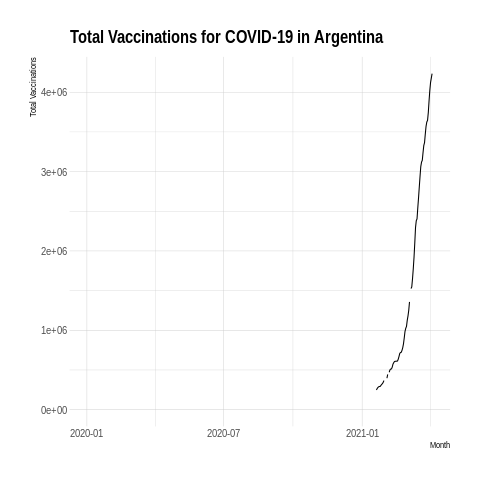 Total Vaccinations for COVID-19 in Argentina
Total Vaccinations
4e+06
3e+06
2e+06
1e+06
0e+00
2020-01 2020-07 2021-01
Month